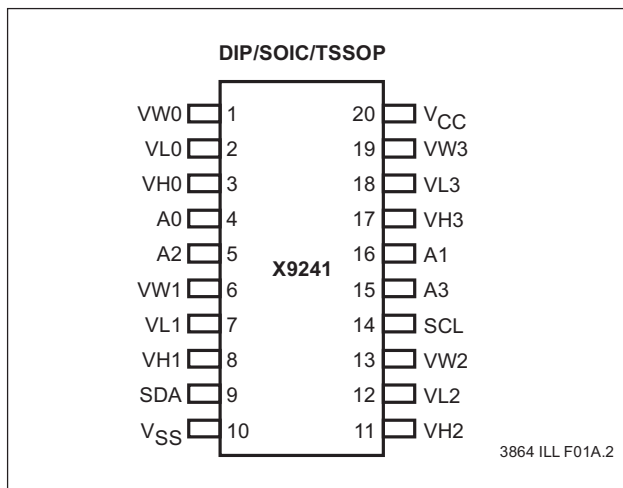 DIP/SOIC/TSSOP
VW0 1 20 VCC
VL0 2 19 VW3
VH0 3 18 VL3
A0 4 17 VH3
A2 5 16 A1
X9241
VW1 6 15 A3
VL1 7 14 SCL
VH1 8 13 VW2
SDA 9 12 VL2
VSS 10 11 VH2
3864 ILL F01A.2